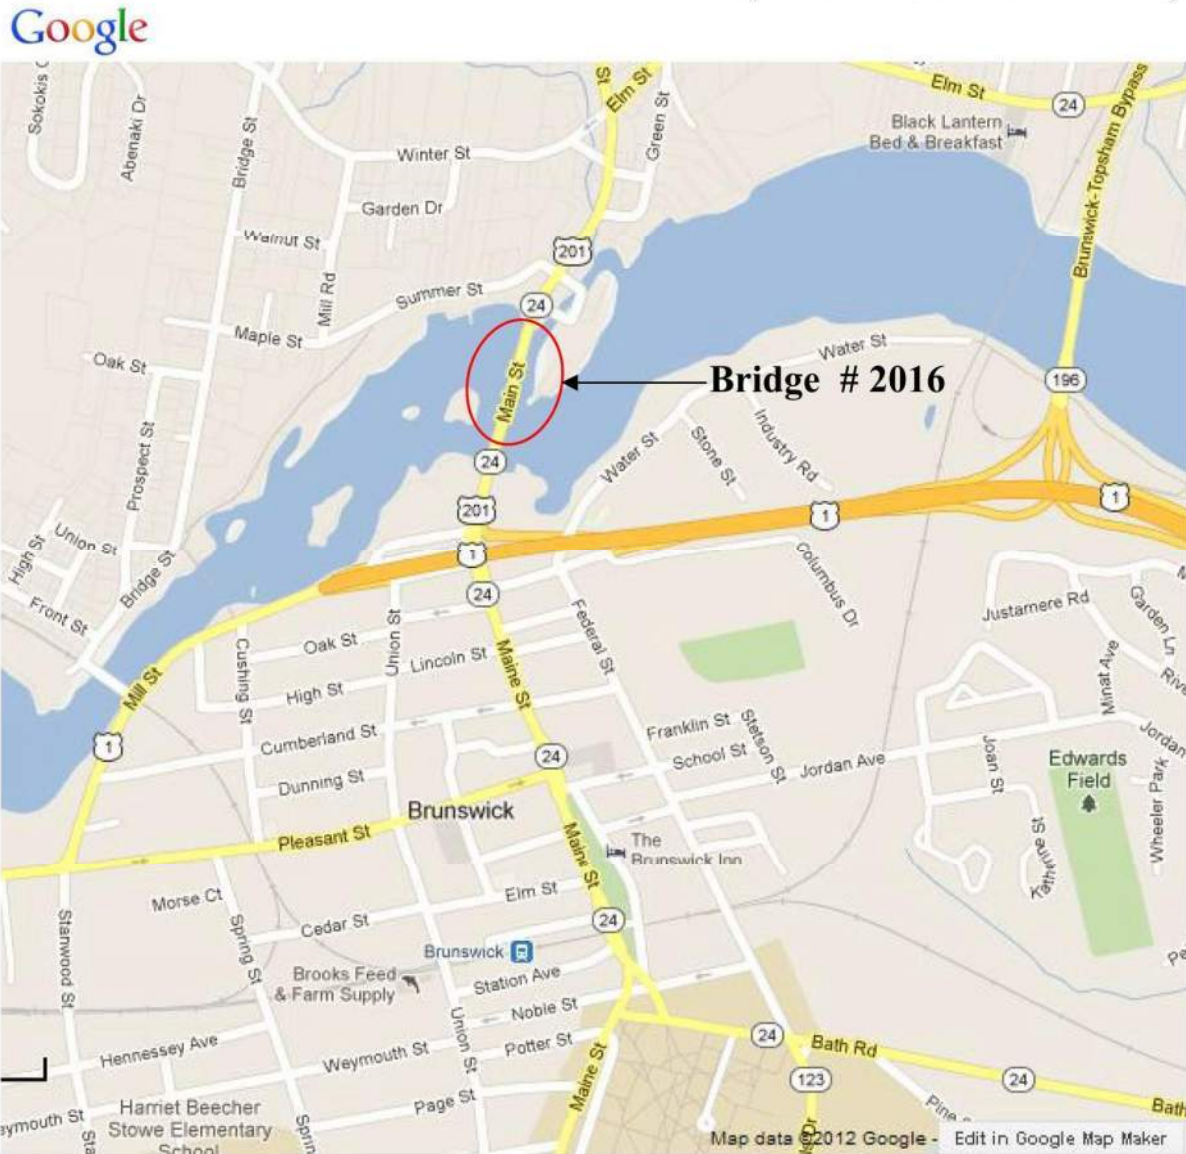 Google
Sokokis
Abenaki Dr
Bridge St
Winter St
Garden Dr
Walnut St
Mill Rd
Summer St
Maple St
Oak St
St
Elm St
Green St
Elm St
24
Black Lantern
Bed & Breakfast
Brunswick-Topsham Bypass
201
24
Main St
Bridge # 2016
Water St
196
Water St
Stone St
Industry Rd
24
201
1
1
1
24
Prospect St
Union St
High St
Bridge St
Front St
Mill St
1
Cushing St
Oak St
Union St
Lincoln St
High St
Cumberland St
Dunning St
Maine St
Federal St
Columbus Dr
Justamere Rd
Garden Ln
Minat Ave
Jordan
24
Franklin St
School St
Stetson St
Jordan Ave
Joan St
Edwards
Field
Wheeler Park
Katherine St
Brunswick
Pleasant St
Maine St
The
Brunswick Inn
Morse Ct
Elm St
Cedar St
24
Stanwood St
Spring St
Brunswick
Brooks Feed
& Farm Supply
Station Ave
Noble St
Union St
Potter St
Hennessey Ave
Weymouth St
Page St
Maine St
24
Bath Rd
123
24
Bath
Pine
Harriet Beecher
Stowe Elementary
School
Map data ©2012 Google -
Edit in Google Map Maker